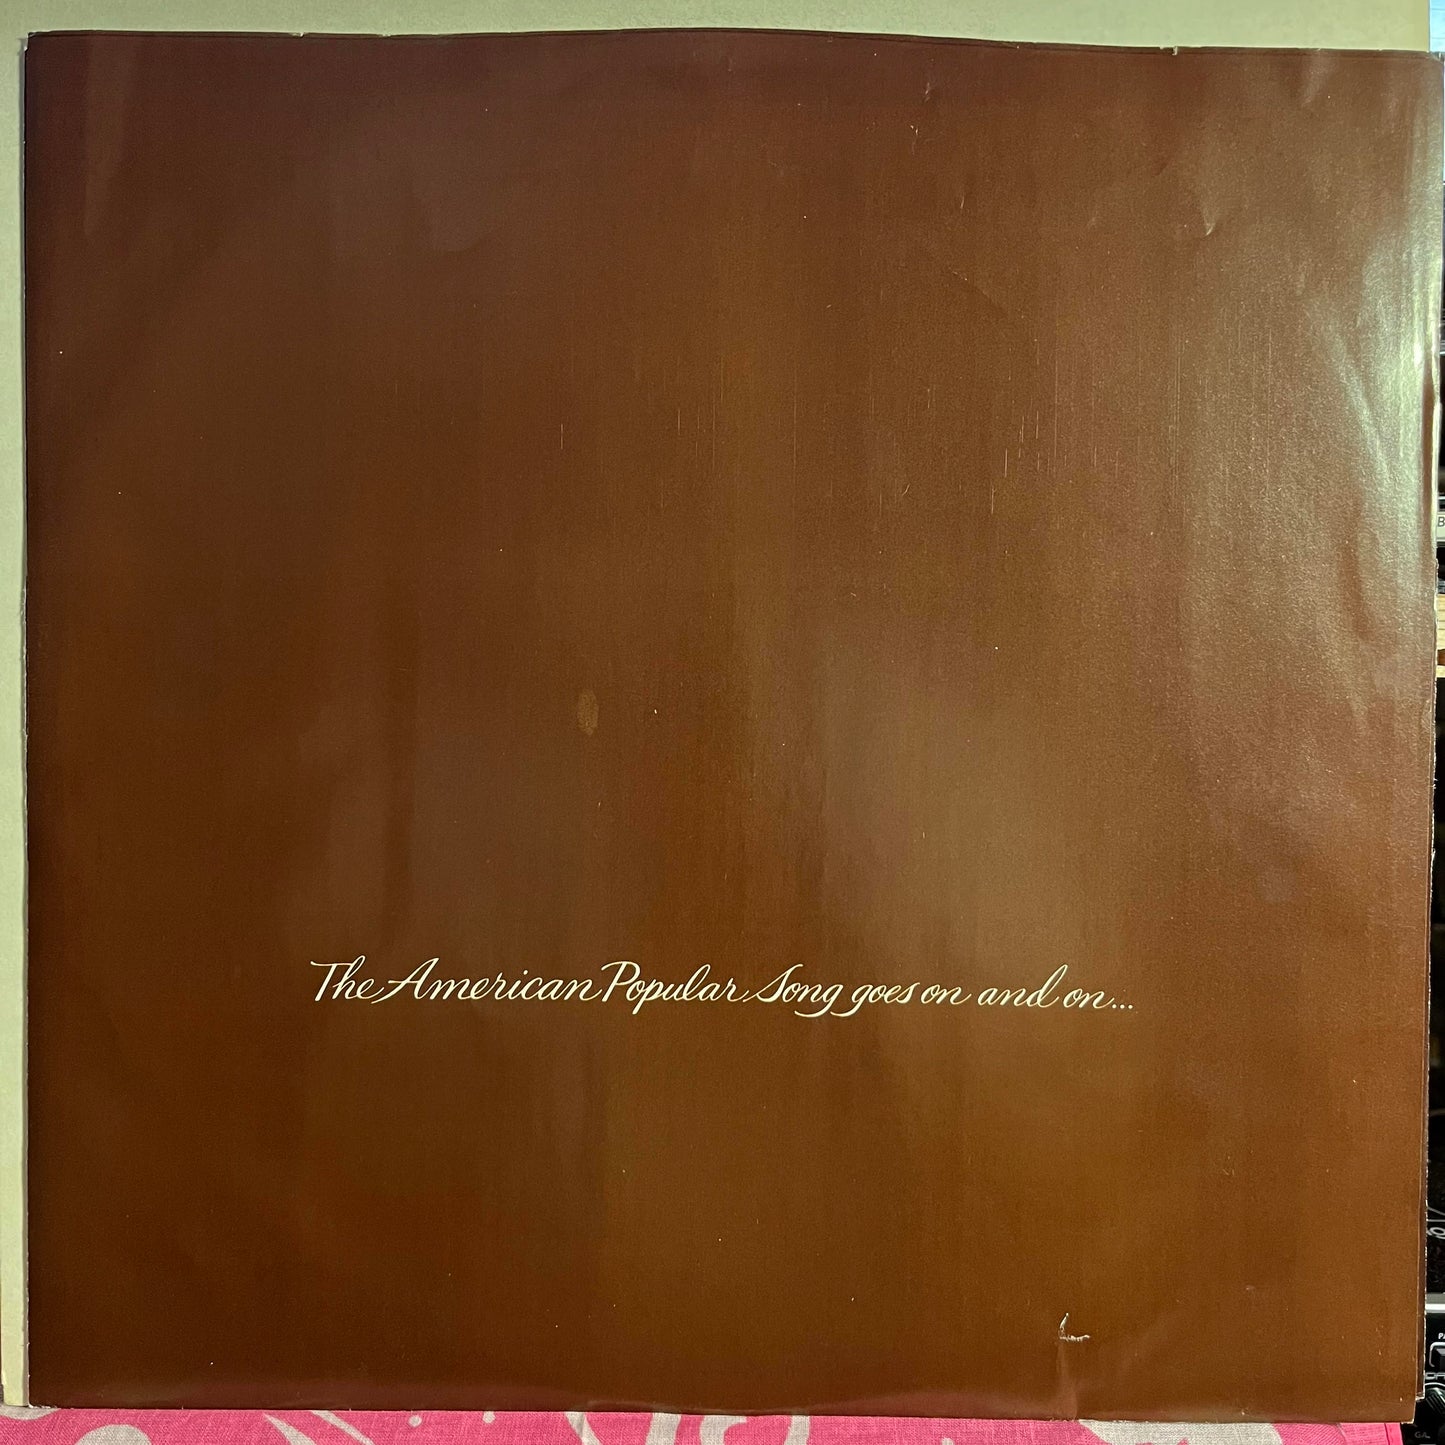 The American Popular Song goes on and on...